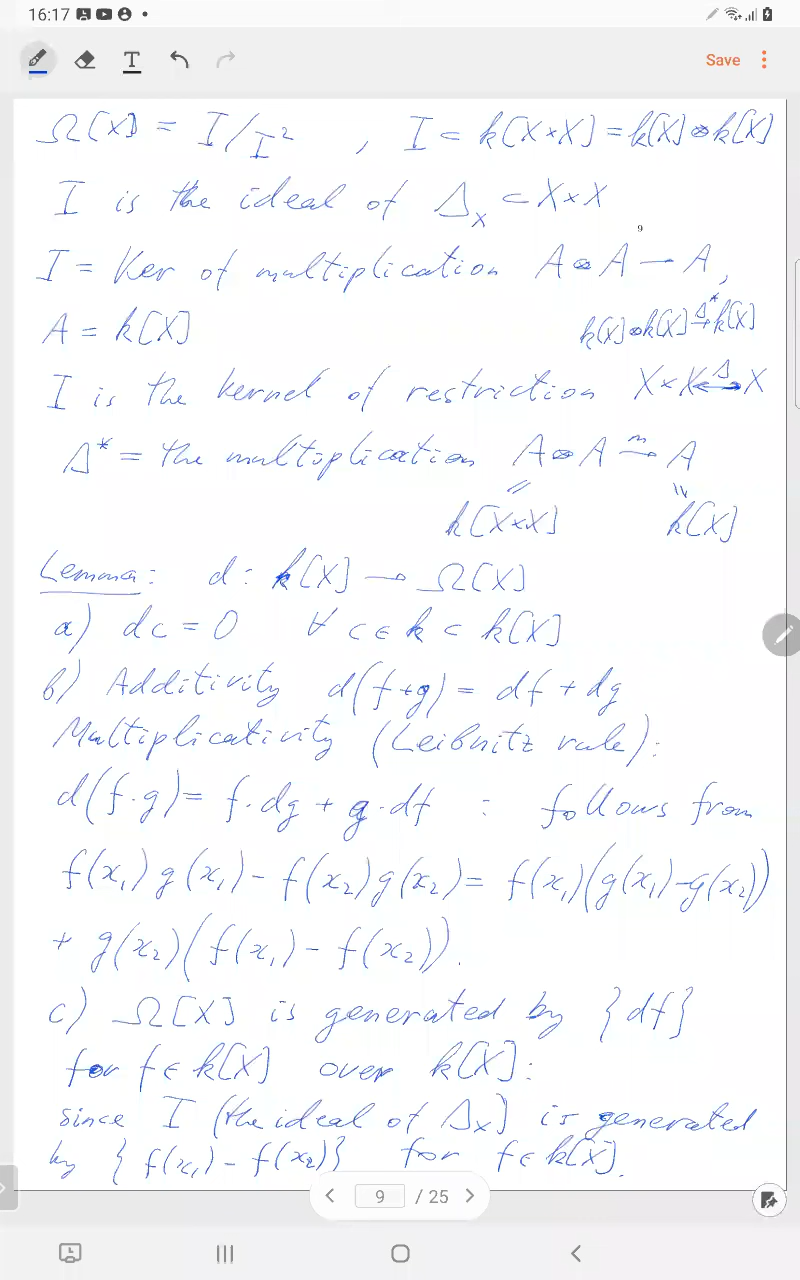 16:17
Save
Ω[X] = I/I² , I ⊂ k[X×X] = k[X]⊗k[X]
I is the ideal of Δ_X ⊂ X×X
9
I = Ker of multiplication A⊗A → A,
A = k[X] k[X]⊗k[X] →^{Δ*} k[X]
I is the kernel of restriction X×X ←^Δ X
Δ* = the multiplication A⊗A →^m A
k[X×X] k[X]
Lemma: d: k[X] → Ω[X]
a) dc = 0 ∀ c ∈ k ⊂ k[X]
b) Additivity d(f+g) = df + dg
Multiplicativity (Leibnitz rule):
d(f·g) = f·dg + g·df : follows from
f(x₁)g(x₁) - f(x₂)g(x₂) = f(x₁)(g(x₁)-g(x₂))
+ g(x₂)(f(x₁) - f(x₂)).
c) Ω[X] is generated by {df}
for f ∈ k[X] over k[X]:
since I (the ideal of Δ_X) is generated
by {f(x₁) - f(x₂)} for f ∈ k[X].
9 / 25